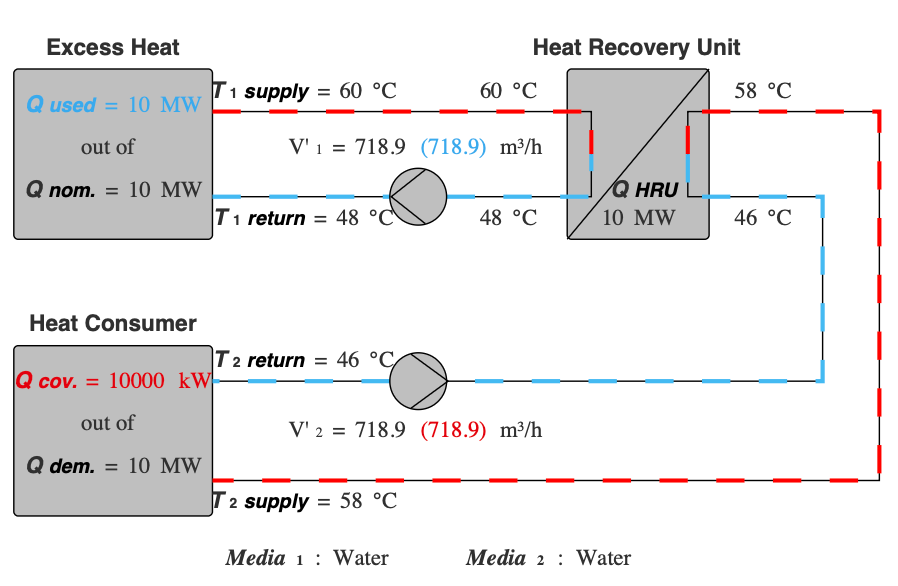 Excess Heat
Heat Recovery Unit
Q used = 10 MW
out of
Q nom. = 10 MW
T 1 supply = 60 °C
60 °C
58 °C
V' 1 = 718.9 (718.9) m³/h
Q HRU
10 MW
T 1 return = 48 °C
48 °C
46 °C
Heat Consumer
Q cov. = 10000 kW
out of
Q dem. = 10 MW
T 2 return = 46 °C
V' 2 = 718.9 (718.9) m³/h
T 2 supply = 58 °C
Media 1 : Water
Media 2 : Water